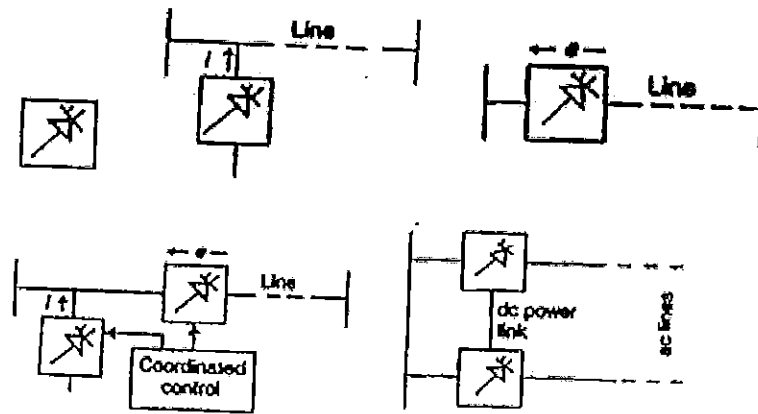 Line
I
e
Line
e
Line
I
Coordinated
control
dc power
link
ac lines